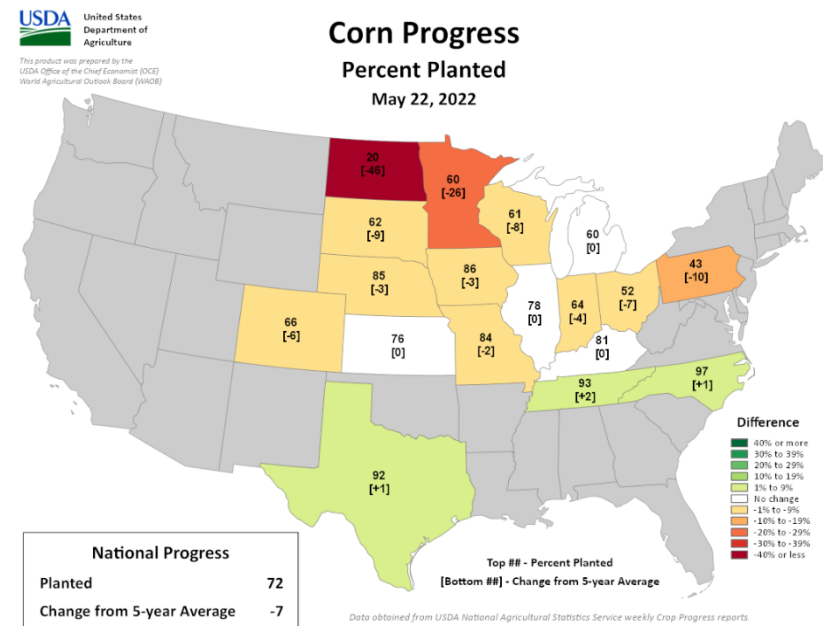 USDA
United States
Department of
Agriculture
This product was prepared by the
USDA Office of the Chief Economist (OCE)
World Agricultural Outlook Board (WAOB)
Corn Progress
Percent Planted
May 22, 2022
20
[-46]
60
[-26]
61
[-8]
60
[0]
62
[-9]
43
[-10]
85
[-3]
86
[-3]
78
[0]
64
[-4]
52
[-7]
66
[-6]
76
[0]
84
[-2]
81
[0]
93
[+2]
97
[+1]
92
[+1]
Difference
40% or more
30% to 39%
20% to 29%
10% to 19%
1% to 9%
No change
-1% to -9%
-10% to -19%
-20% to -29%
-30% to -39%
-40% or less
National Progress
Planted 72
Change from 5-year Average -7
Top ## - Percent Planted
[Bottom ##] - Change from 5-year Average
Data obtained from USDA National Agricultural Statistics Service weekly Crop Progress reports.